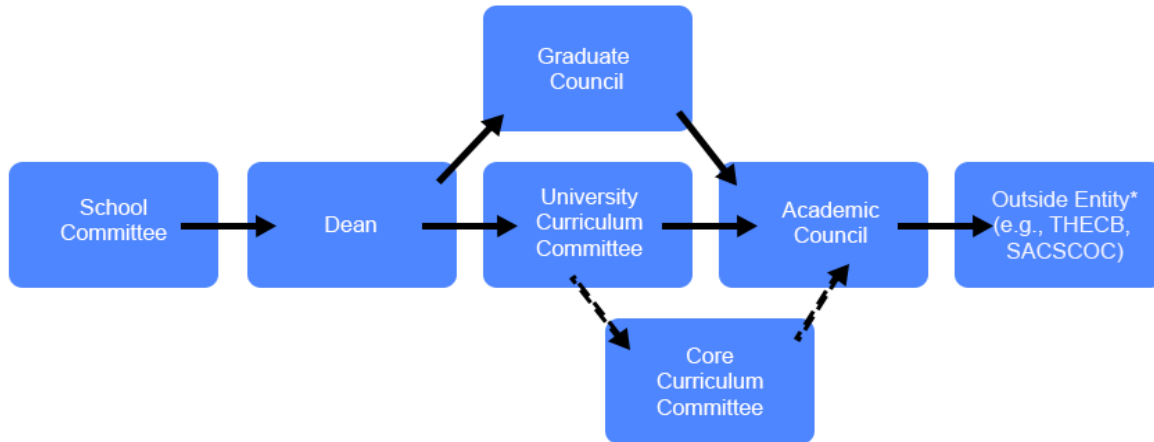 Graduate
Council
School
Committee
Dean
University
Curriculum
Committee
Academic
Council
Outside Entity*
(e.g., THECB,
SACSCOC)
Core
Curriculum
Committee